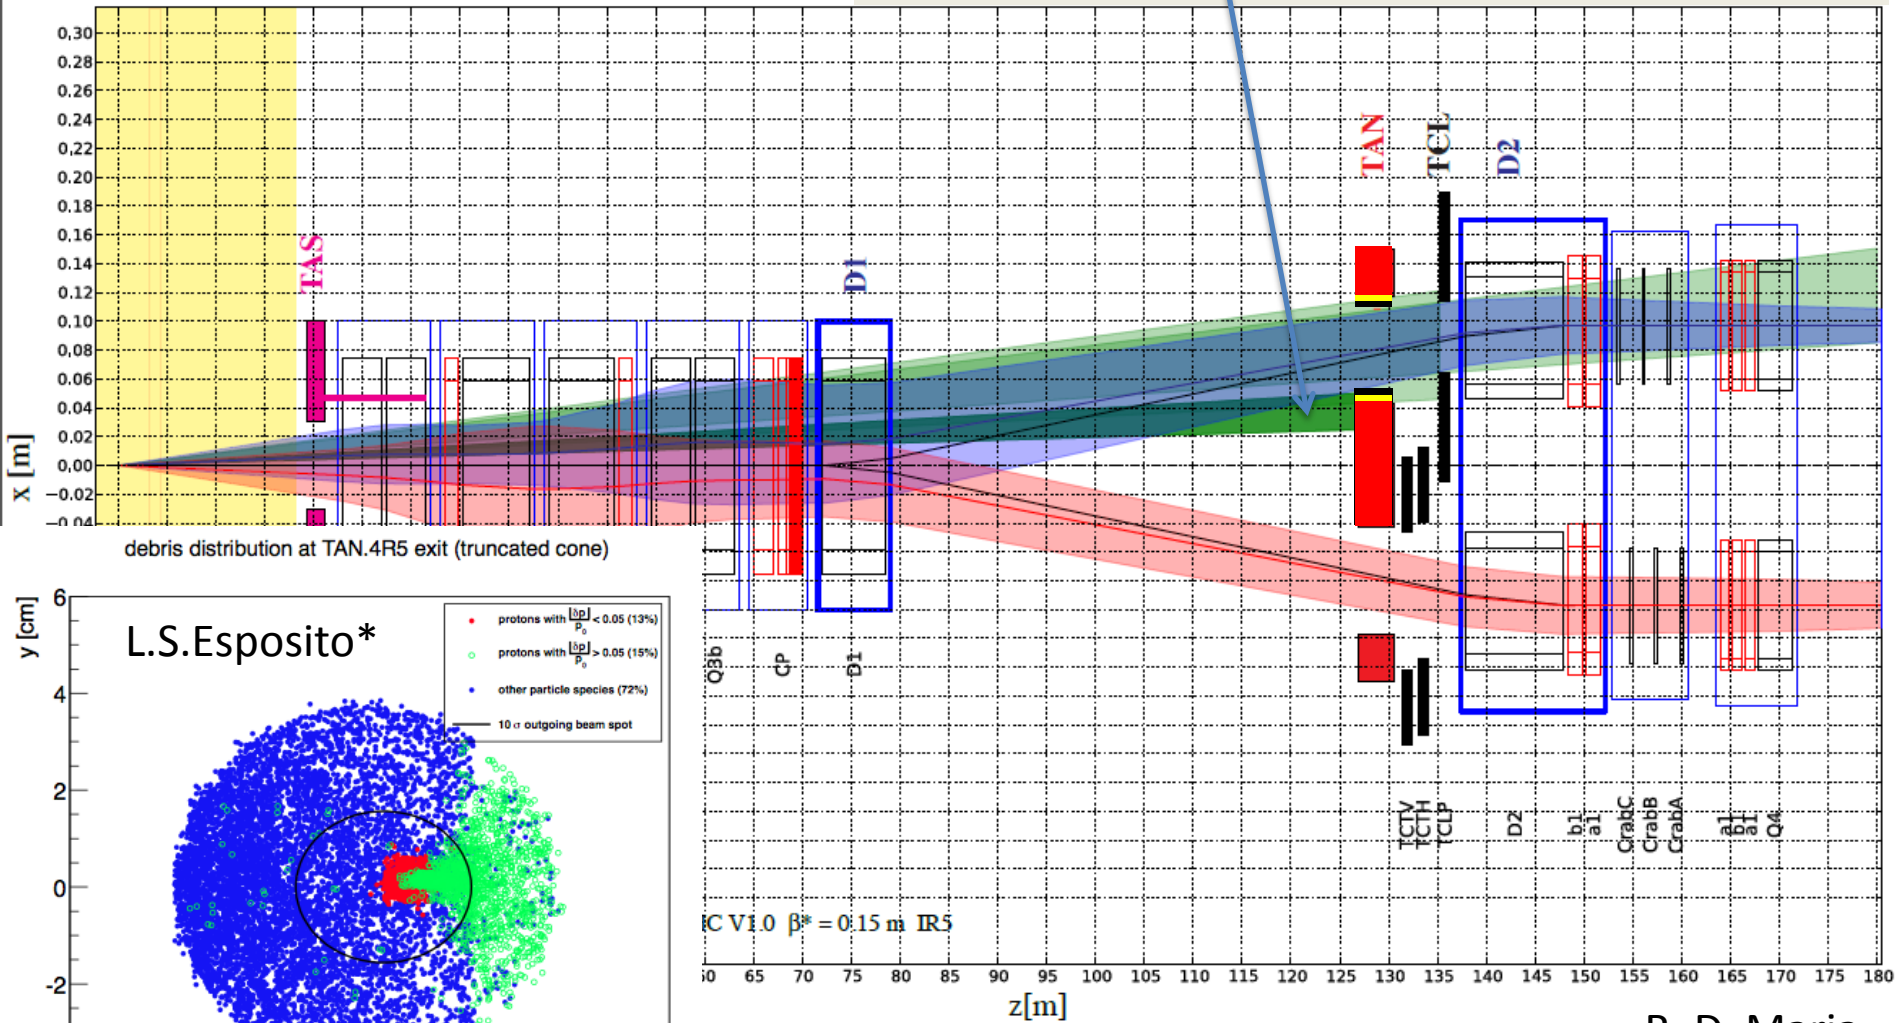 0.30
0.28
0.26
0.24
0.22
0.20
0.18
0.16
0.14
0.12
0.10
0.08
0.06
0.04
0.02
0.00
−0.02
−0.04
x [m]
TAS
D1
TAN
TCL
D2
debris distribution at TAN.4R5 exit (truncated cone)
y [cm]
6
4
2
0
-2
L.S.Esposito*
protons with |δp|/p₀ < 0.05 (13%)
protons with |δp|/p₀ > 0.05 (15%)
other particle species (72%)
10 σ outgoing beam spot
Q3b
CP
D1
TCTV
TCTH
TCLP
D2
b1
a1
CrabC
CrabB
CrabA
a1
b1
a1
Q4
C V1.0 β* = 0.15 m IR5
60 65 70 75 80 85 90 95 100 105 110 115 120 125 130 135 140 145 150 155 160 165 170 175 180
z[m]